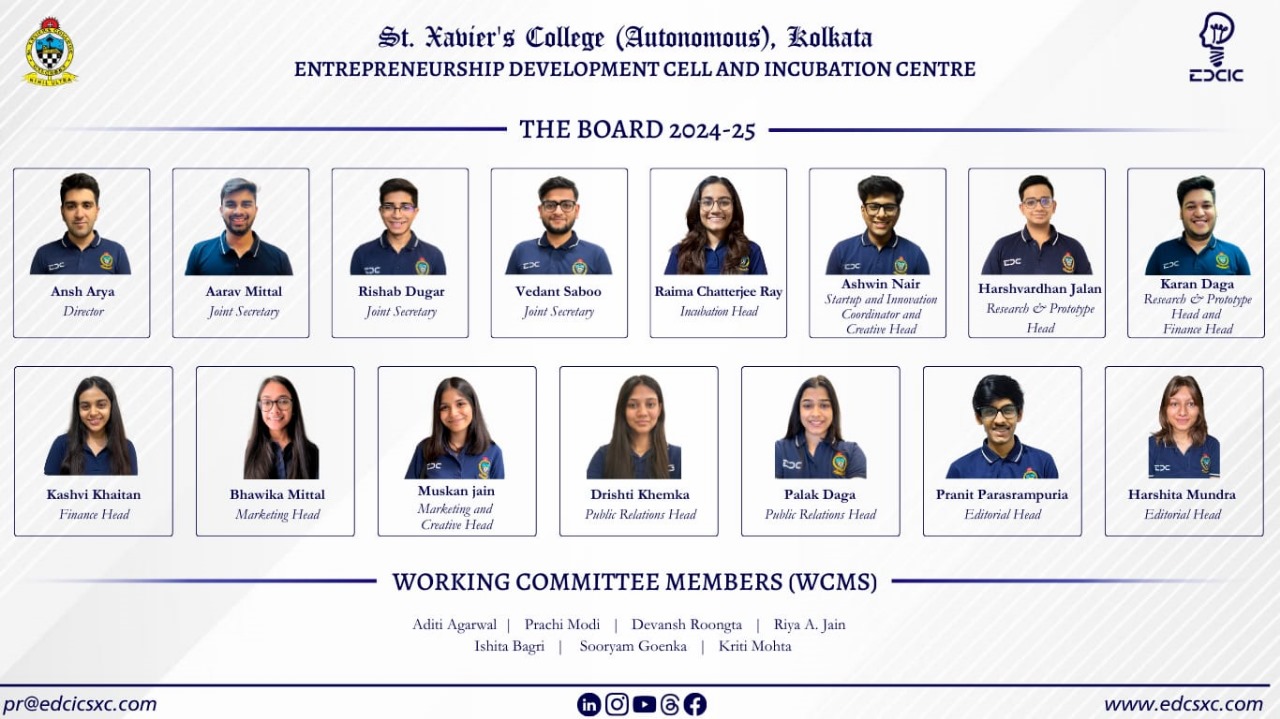 St. Xavier's College (Autonomous), Kolkata
ENTREPRENEURSHIP DEVELOPMENT CELL AND INCUBATION CENTRE
EDCIC
THE BOARD 2024-25
Ansh Arya
Director
Aarav Mittal
Joint Secretary
Rishab Dugar
Joint Secretary
Vedant Saboo
Joint Secretary
Raima Chatterjee Ray
Incubation Head
Ashwin Nair
Startup and Innovation
Coordinator and
Creative Head
Harshvardhan Jalan
Research & Prototype
Head
Karan Daga
Research & Prototype
Head and
Finance Head
Kashvi Khaitan
Finance Head
Bhawika Mittal
Marketing Head
Muskan jain
Marketing and
Creative Head
Drishti Khemka
Public Relations Head
Palak Daga
Public Relations Head
Pranit Parasrampuria
Editorial Head
Harshita Mundra
Editorial Head
WORKING COMMITTEE MEMBERS (WCMS)
Aditi Agarwal | Prachi Modi | Devansh Roongta | Riya A. Jain
Ishita Bagri | Sooryam Goenka | Kriti Mohta
pr@edcicsxc.com
www.edcsxc.com